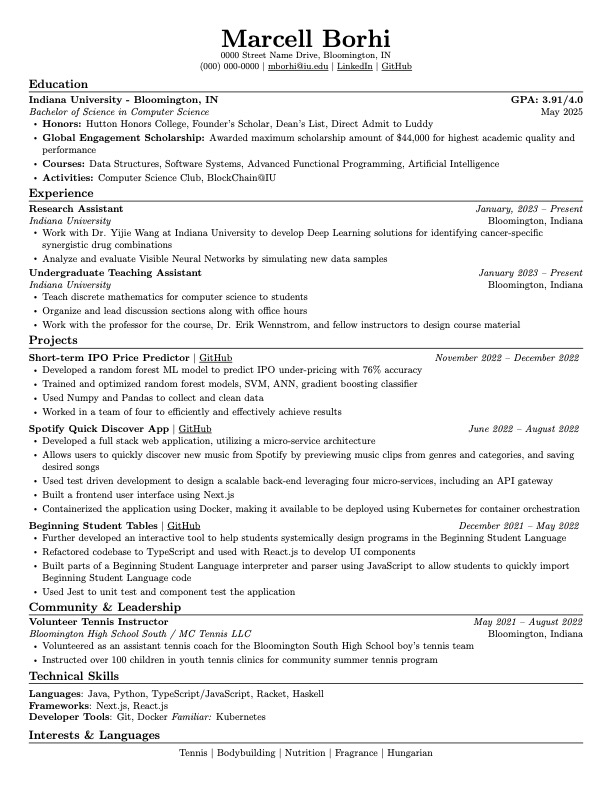 Marcell Borhi
0000 Street Name Drive, Bloomington, IN
(000) 000-0000 | mborhi@iu.edu | LinkedIn | GitHub
Education
Indiana University - Bloomington, IN GPA: 3.91/4.0
Bachelor of Science in Computer Science May 2025
• Honors: Hutton Honors College, Founder's Scholar, Dean's List, Direct Admit to Luddy
• Global Engagement Scholarship: Awarded maximum scholarship amount of $44,000 for highest academic quality and
performance
• Courses: Data Structures, Software Systems, Advanced Functional Programming, Artificial Intelligence
• Activities: Computer Science Club, BlockChain@IU
Experience
Research Assistant January, 2023 – Present
Indiana University Bloomington, Indiana
• Work with Dr. Yijie Wang at Indiana University to develop Deep Learning solutions for identifying cancer-specific
synergistic drug combinations
• Analyze and evaluate Visible Neural Networks by simulating new data samples
Undergraduate Teaching Assistant January 2023 – Present
Indiana University Bloomington, Indiana
• Teach discrete mathematics for computer science to students
• Organize and lead discussion sections along with office hours
• Work with the professor for the course, Dr. Erik Wennstrom, and fellow instructors to design course material
Projects
Short-term IPO Price Predictor | GitHub November 2022 – December 2022
• Developed a random forest ML model to predict IPO under-pricing with 76% accuracy
• Trained and optimized random forest models, SVM, ANN, gradient boosting classifier
• Used Numpy and Pandas to collect and clean data
• Worked in a team of four to efficiently and effectively achieve results
Spotify Quick Discover App | GitHub June 2022 – August 2022
• Developed a full stack web application, utilizing a micro-service architecture
• Allows users to quickly discover new music from Spotify by previewing music clips from genres and categories, and saving
desired songs
• Used test driven development to design a scalable back-end leveraging four micro-services, including an API gateway
• Built a frontend user interface using Next.js
• Containerized the application using Docker, making it available to be deployed using Kubernetes for container orchestration
Beginning Student Tables | GitHub December 2021 – May 2022
• Further developed an interactive tool to help students systemically design programs in the Beginning Student Language
• Refactored codebase to TypeScript and used with React.js to develop UI components
• Built parts of a Beginning Student Language interpreter and parser using JavaScript to allow students to quickly import
Beginning Student Language code
• Used Jest to unit test and component test the application
Community & Leadership
Volunteer Tennis Instructor May 2021 – August 2022
Bloomington High School South / MC Tennis LLC Bloomington, Indiana
• Volunteered as an assistant tennis coach for the Bloomington South High School boy's tennis team
• Instructed over 100 children in youth tennis clinics for community summer tennis program
Technical Skills
Languages: Java, Python, TypeScript/JavaScript, Racket, Haskell
Frameworks: Next.js, React.js
Developer Tools: Git, Docker Familiar: Kubernetes
Interests & Languages
Tennis | Bodybuilding | Nutrition | Fragrance | Hungarian